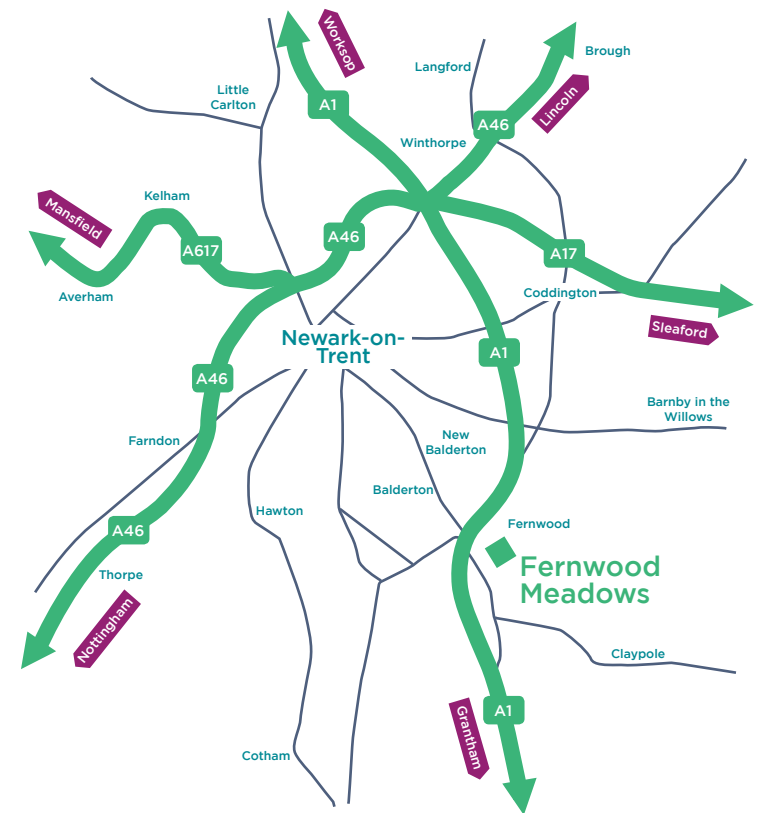 Worksop
Brough
Langford
Little
Carlton
Lincoln
A1
A46
Winthorpe
Kelham
Mansfield
A46
A617
A17
Averham
Coddington
Sleaford
Newark-on-
Trent
A1
A46
Barnby in the
Willows
Farndon
New
Balderton
Balderton
Hawton
Fernwood
A46
Fernwood
Meadows
Thorpe
Nottingham
Claypole
A1
Grantham
Cotham